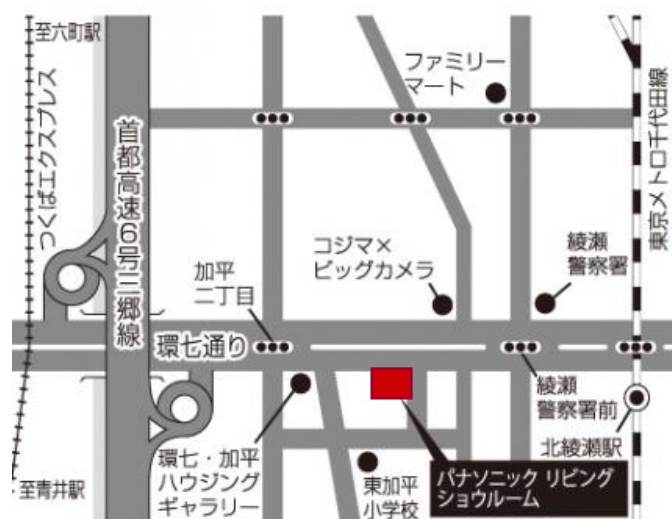 至六町駅
つくばエクスプレス
首都高速6号三郷線
ファミリー
マート
東京メトロ千代田線
コジマ×
ビッグカメラ
綾瀬
警察署
加平
二丁目
環七通り
綾瀬
警察署前
環七・加平
ハウジング
ギャラリー
北綾瀬駅
東加平
小学校
パナソニック リビング
ショウルーム
至青井駅